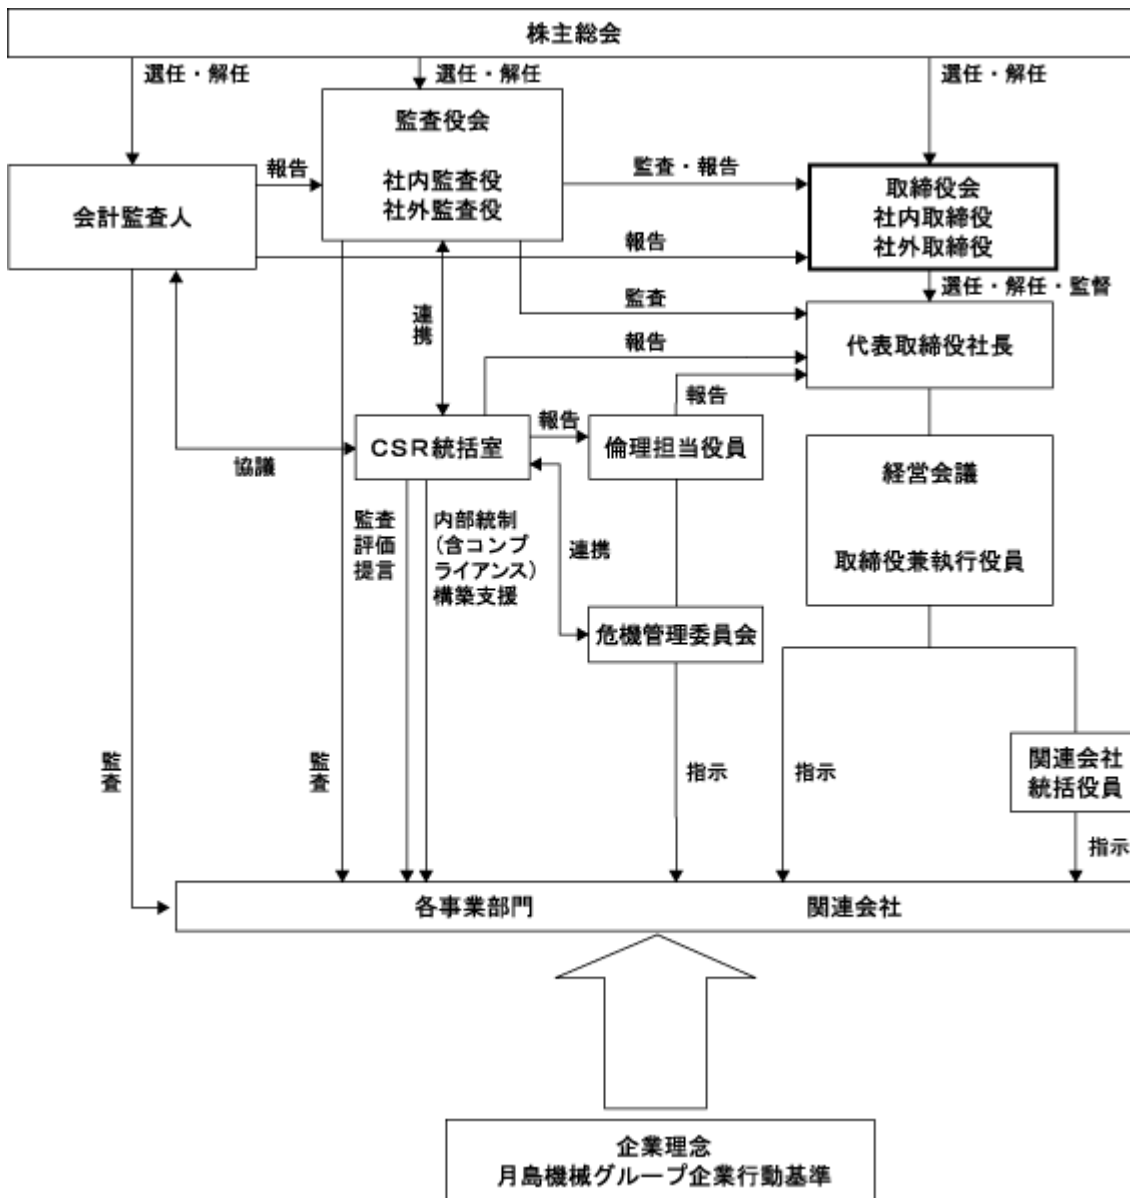 株主総会
選任・解任
選任・解任
選任・解任
監査役会
社内監査役
社外監査役
会計監査人
報告
監査・報告
取締役会
社内取締役
社外取締役
報告
選任・解任・監督
監査
連携
報告
代表取締役社長
報告
CSR統括室
報告
倫理担当役員
協議
経営会議
取締役兼執行役員
監査
評価
提言
内部統制
(含コンプ
ライアンス)
構築支援
連携
危機管理委員会
監査
監査
指示
指示
関連会社
統括役員
指示
各事業部門
関連会社
企業理念
月島機械グループ企業行動基準